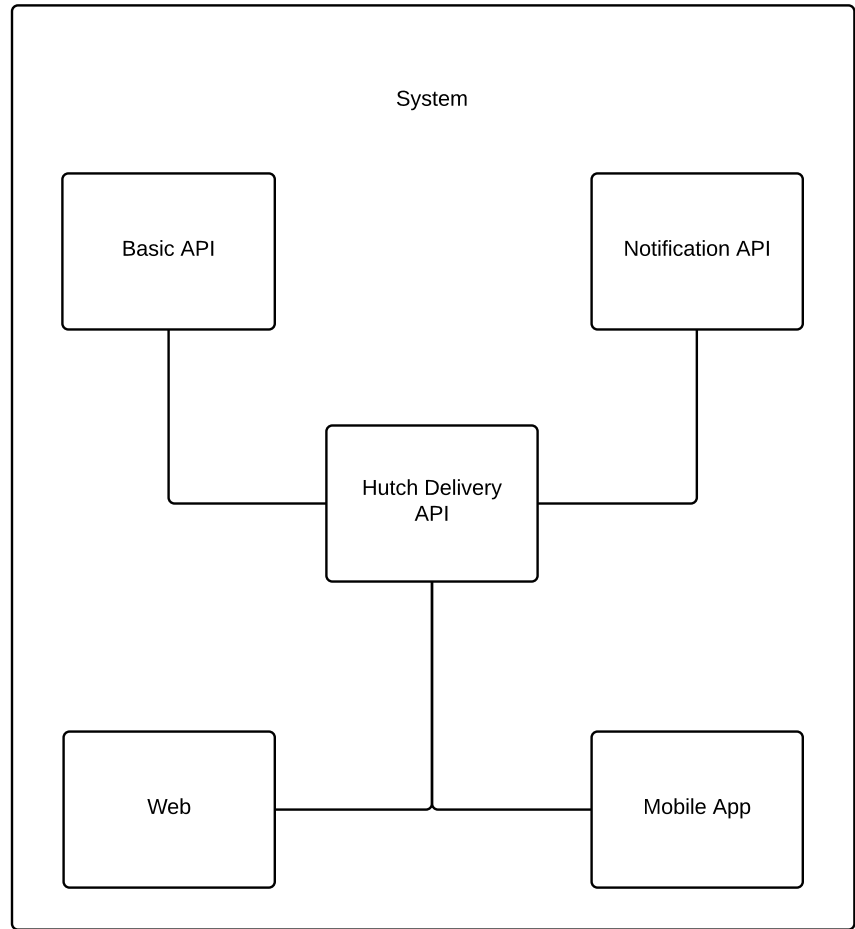 System
Basic API
Notification API
Hutch Delivery
API
Web
Mobile App